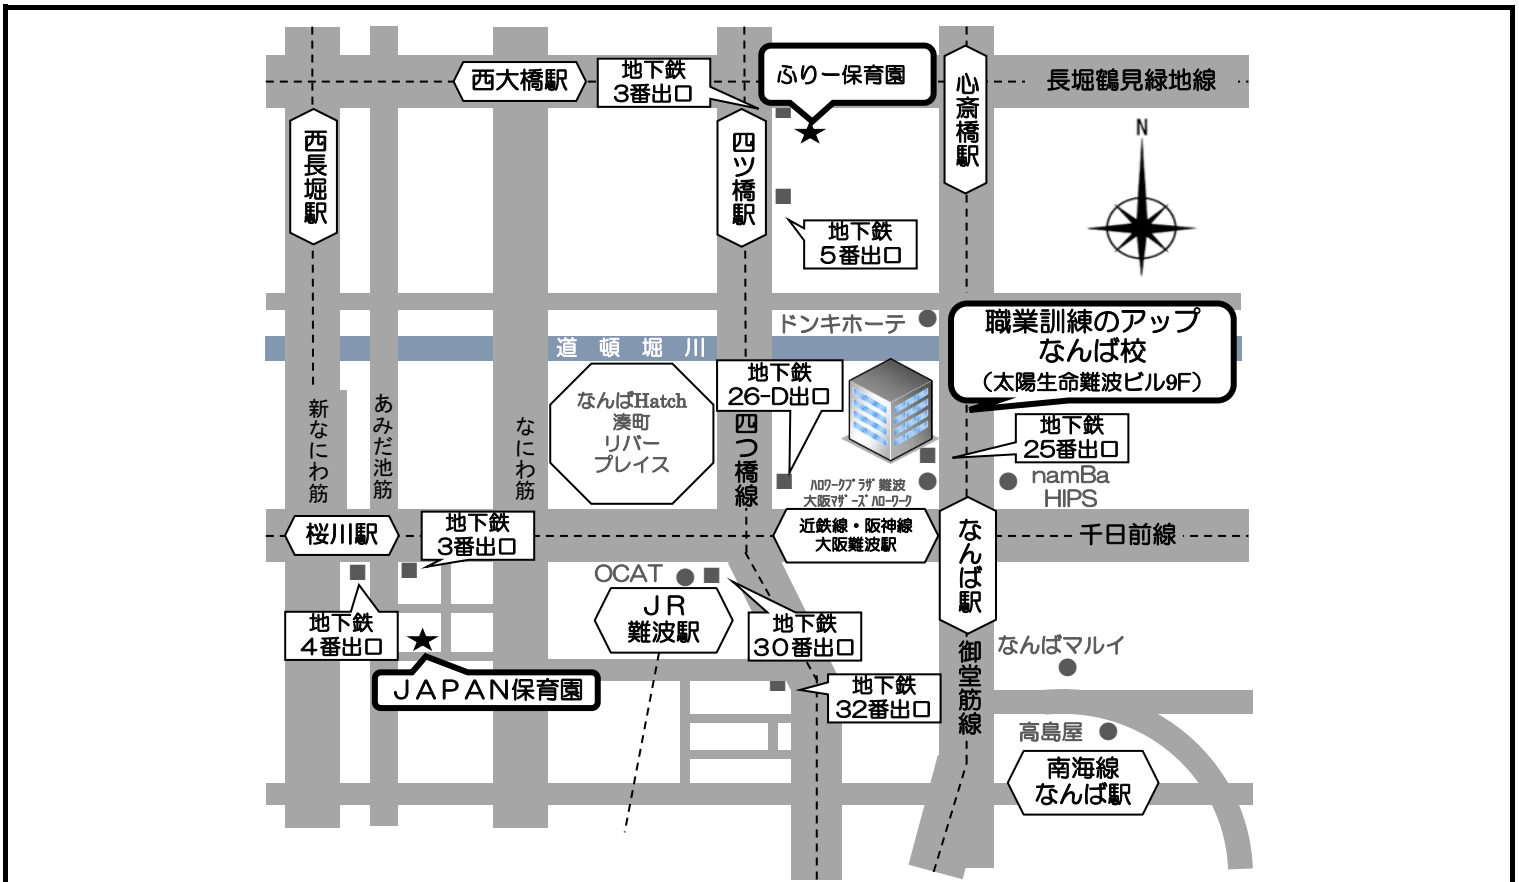 西大橋駅
地下鉄
3番出口
ふりー保育園
心斎橋駅
長堀鶴見緑地線
西長堀駅
四ツ橋駅
N
地下鉄
5番出口
ドンキホーテ
職業訓練のアップ
なんば校
（太陽生命難波ビル9F）
道頓堀川
地下鉄
26-D出口
なんばHatch
湊町
リバー
プレイス
新なにわ筋
あみだ池筋
なにわ筋
四つ橋線
地下鉄
25番出口
namBa
HIPS
ﾊﾛﾜｰｸﾌﾟﾗｻﾞ難波
大阪ﾏｻﾞｰｽﾞﾊﾛｰﾜｰｸ
桜川駅
地下鉄
3番出口
近鉄線・阪神線
大阪難波駅
なんば駅
千日前線
OCAT
JR
難波駅
地下鉄
4番出口
地下鉄
30番出口
JAPAN保育園
なんばマルイ
御堂筋線
地下鉄
32番出口
高島屋
南海線
なんば駅